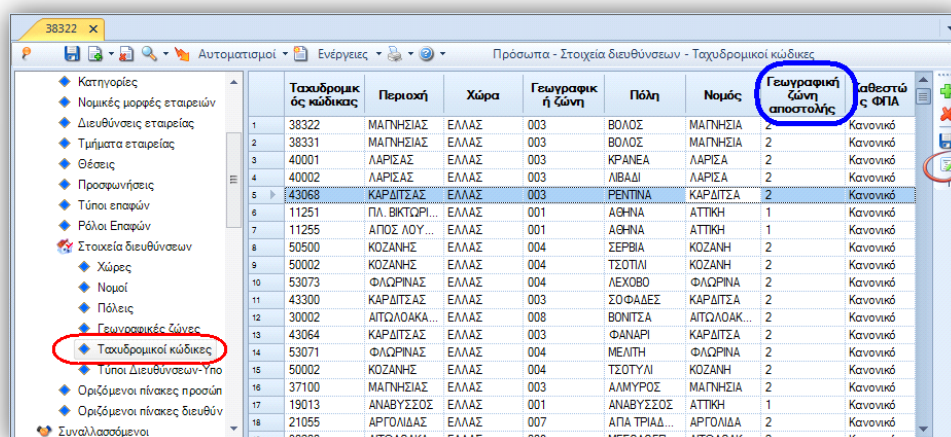 38322
Αυτοματισμοί Ενέργειες Πρόσωπα - Στοιχεία διευθύνσεων - Ταχυδρομικοί κώδικες
Κατηγορίες
Νομικές μορφές εταιρειών
Διευθύνσεις εταιρείας
Τμήματα εταιρείας
Θέσεις
Προσφωνήσεις
Τύποι επαφών
Ρόλοι Επαφών
Στοιχεία διευθύνσεων
Χώρες
Νομοί
Πόλεις
Γεωγραφικές ζώνες
Ταχυδρομικοί κώδικες
Τύποι Διευθύνσεων-Υπο
Οριζόμενοι πίνακες προσώπ
Οριζόμενοι πίνακες διευθύν
Συναλλασσόμενοι
Ταχυδρομικ
ός κώδικας Περιοχή Χώρα Γεωγραφικ
ή ζώνη Πόλη Νομός Γεωγραφική
ζώνη
αποστολής Καθεστώ
ς ΦΠΑ
1 38322 ΜΑΓΝΗΣΙΑΣ ΕΛΛΑΣ 003 ΒΟΛΟΣ ΜΑΓΝΗΣΙΑ 2 Κανονικό
2 38331 ΜΑΓΝΗΣΙΑΣ ΕΛΛΑΣ 003 ΒΟΛΟΣ ΜΑΓΝΗΣΙΑ 2 Κανονικό
3 40001 ΛΑΡΙΣΑΣ ΕΛΛΑΣ 003 ΚΡΑΝΕΑ ΛΑΡΙΣΑ 2 Κανονικό
4 40002 ΛΑΡΙΣΑΣ ΕΛΛΑΣ 003 ΛΙΒΑΔΙ ΛΑΡΙΣΑ 2 Κανονικό
5 43068 ΚΑΡΔΙΤΣΑΣ ΕΛΛΑΣ 003 ΡΕΝΤΙΝΑ ΚΑΡΔΙΤΣΑ 2 Κανονικό
6 11251 ΠΛ. ΒΙΚΤΩΡΙ... ΕΛΛΑΣ 001 ΑΘΗΝΑ ΑΤΤΙΚΗ 1 Κανονικό
7 11255 ΑΓΙΟΣ ΛΟΥ... ΕΛΛΑΣ 001 ΑΘΗΝΑ ΑΤΤΙΚΗ 1 Κανονικό
8 50500 ΚΟΖΑΝΗΣ ΕΛΛΑΣ 004 ΣΕΡΒΙΑ ΚΟΖΑΝΗ 2 Κανονικό
9 50002 ΚΟΖΑΝΗΣ ΕΛΛΑΣ 004 ΤΣΟΤΙΛΙ ΚΟΖΑΝΗ 2 Κανονικό
10 53073 ΦΛΩΡΙΝΑΣ ΕΛΛΑΣ 004 ΛΕΧΟΒΟ ΦΛΩΡΙΝΑ 2 Κανονικό
11 43300 ΚΑΡΔΙΤΣΑΣ ΕΛΛΑΣ 003 ΣΟΦΑΔΕΣ ΚΑΡΔΙΤΣΑ 2 Κανονικό
12 30002 ΑΙΤΩΛΟΑΚΑ... ΕΛΛΑΣ 008 ΒΟΝΙΤΣΑ ΑΙΤΩΛΟΑΚ... 2 Κανονικό
13 43064 ΚΑΡΔΙΤΣΑΣ ΕΛΛΑΣ 003 ΦΑΝΑΡΙ ΚΑΡΔΙΤΣΑ 2 Κανονικό
14 53071 ΦΛΩΡΙΝΑΣ ΕΛΛΑΣ 004 ΜΕΛΙΤΗ ΦΛΩΡΙΝΑ 2 Κανονικό
15 50002 ΚΟΖΑΝΗΣ ΕΛΛΑΣ 004 ΤΣΟΤΥΛΙ ΚΟΖΑΝΗ 2 Κανονικό
16 37100 ΜΑΓΝΗΣΙΑΣ ΕΛΛΑΣ 003 ΑΛΜΥΡΟΣ ΜΑΓΝΗΣΙΑ 2 Κανονικό
17 19013 ΑΝΑΒΥΣΣΟΣ ΕΛΛΑΣ 001 ΑΝΑΒΥΣΣΟΣ ΑΤΤΙΚΗ 1 Κανονικό
18 21055 ΑΡΓΟΛΙΔΑΣ ΕΛΛΑΣ 007 ΑΓΙΑ ΤΡΙΑΔ... ΑΡΓΟΛΙΔΑ 2 Κανονικό